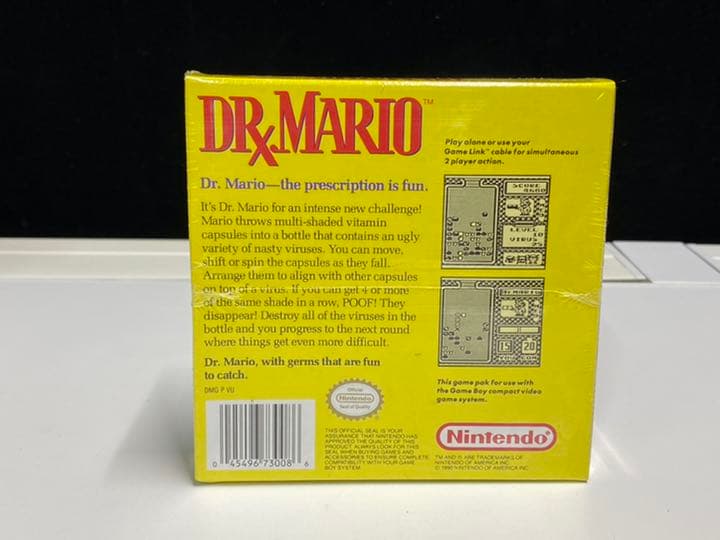 DRxMARIO™
Dr. Mario—the prescription is fun.
It's Dr. Mario for an intense new challenge!
Mario throws multi-shaded vitamin
capsules into a bottle that contains an ugly
variety of nasty viruses. You can move,
shift or spin the capsules as they fall.
Arrange them to align with other capsules
on top of a virus. If you can get 4 or more
of the same shade in a row, POOF! They
disappear! Destroy all of the viruses in the
bottle and you progress to the next round
where things get even more difficult.
Dr. Mario, with germs that are fun
to catch.
DMG P VU
0 45496 73008 6
Official
Nintendo
Seal of Quality
THIS OFFICIAL SEAL IS YOUR
ASSURANCE THAT NINTENDO HAS
APPROVED THE QUALITY OF THIS
PRODUCT. ALWAYS LOOK FOR THIS
SEAL WHEN BUYING GAMES AND
ACCESSORIES TO ENSURE COMPLETE
COMPATIBILITY WITH YOUR GAME
BOY SYSTEM.
Play alone or use your
Game Link™ cable for simultaneous
2 player action.
SCORE
4600
LEVEL
10
VIRUS
15 20
This game pak for use with
the Game Boy compact video
game system.
Nintendo®
TM AND ® ARE TRADEMARKS OF
NINTENDO OF AMERICA INC.
© 1990 NINTENDO OF AMERICA INC.